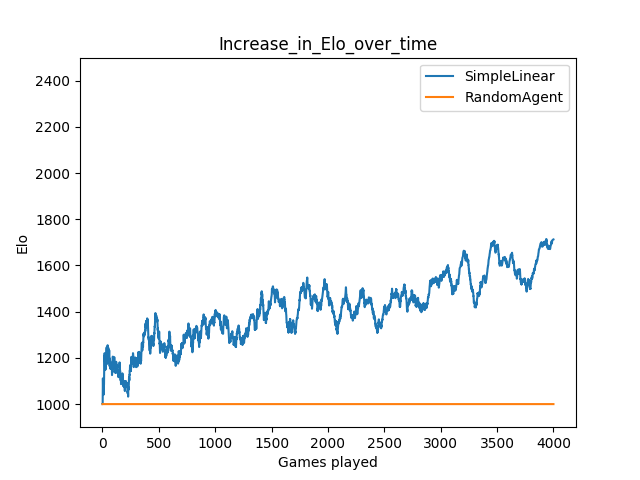 Increase_in_Elo_over_time
SimpleLinear
RandomAgent
2400
2200
2000
1800
1600
1400
1200
1000
Elo
0 500 1000 1500 2000 2500 3000 3500 4000
Games played